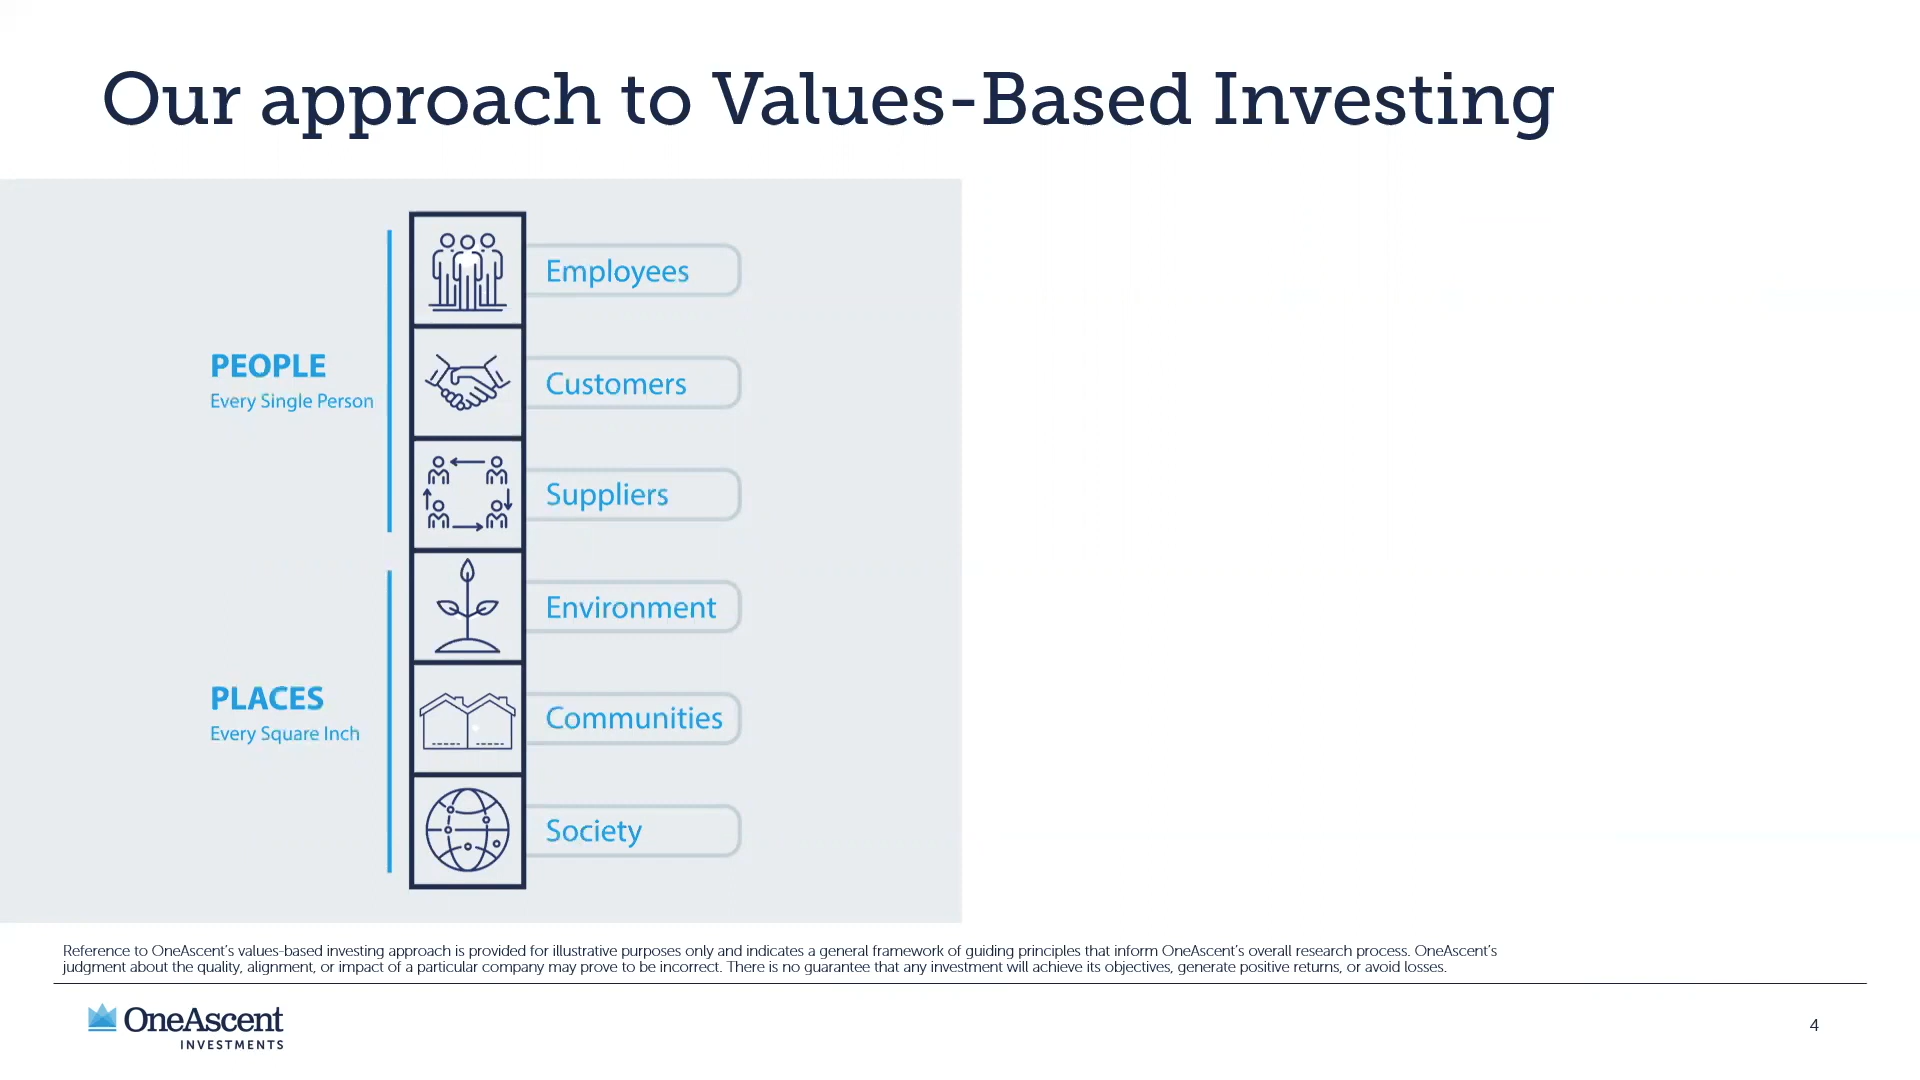 Our approach to Values-Based Investing
PEOPLE
Every Single Person
Employees
Customers
Suppliers
PLACES
Every Square Inch
Environment
Communities
Society
Reference to OneAscent’s values-based investing approach is provided for illustrative purposes only and indicates a general framework of guiding principles that inform OneAscent’s overall research process. OneAscent’s
judgment about the quality, alignment, or impact of a particular company may prove to be incorrect. There is no guarantee that any investment will achieve its objectives, generate positive returns, or avoid losses.
OneAscent
INVESTMENTS
4